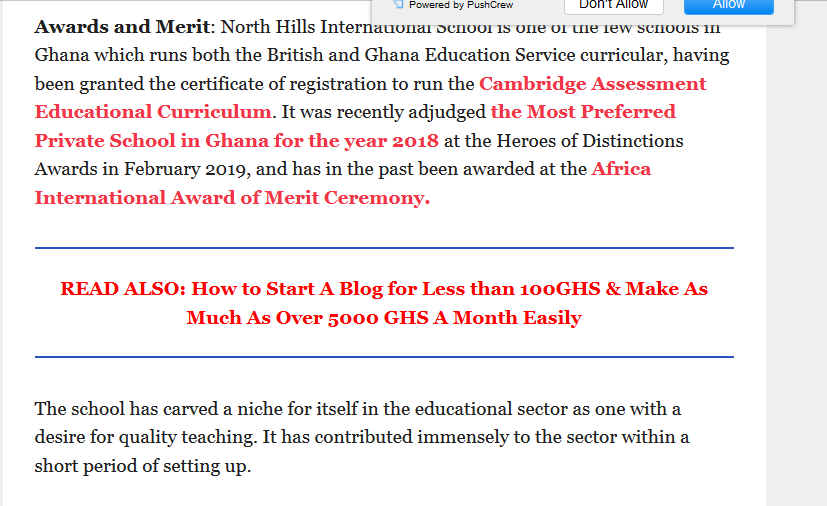 Powered by PushCrew
Don't Allow
Allow
Awards and Merit: North Hills International School is one of the few schools in
Ghana which runs both the British and Ghana Education Service curricular, having
been granted the certificate of registration to run the Cambridge Assessment
Educational Curriculum. It was recently adjudged the Most Preferred
Private School in Ghana for the year 2018 at the Heroes of Distinctions
Awards in February 2019, and has in the past been awarded at the Africa
International Award of Merit Ceremony.
READ ALSO: How to Start A Blog for Less than 100GHS & Make As
Much As Over 5000 GHS A Month Easily
The school has carved a niche for itself in the educational sector as one with a
desire for quality teaching. It has contributed immensely to the sector within a
short period of setting up.